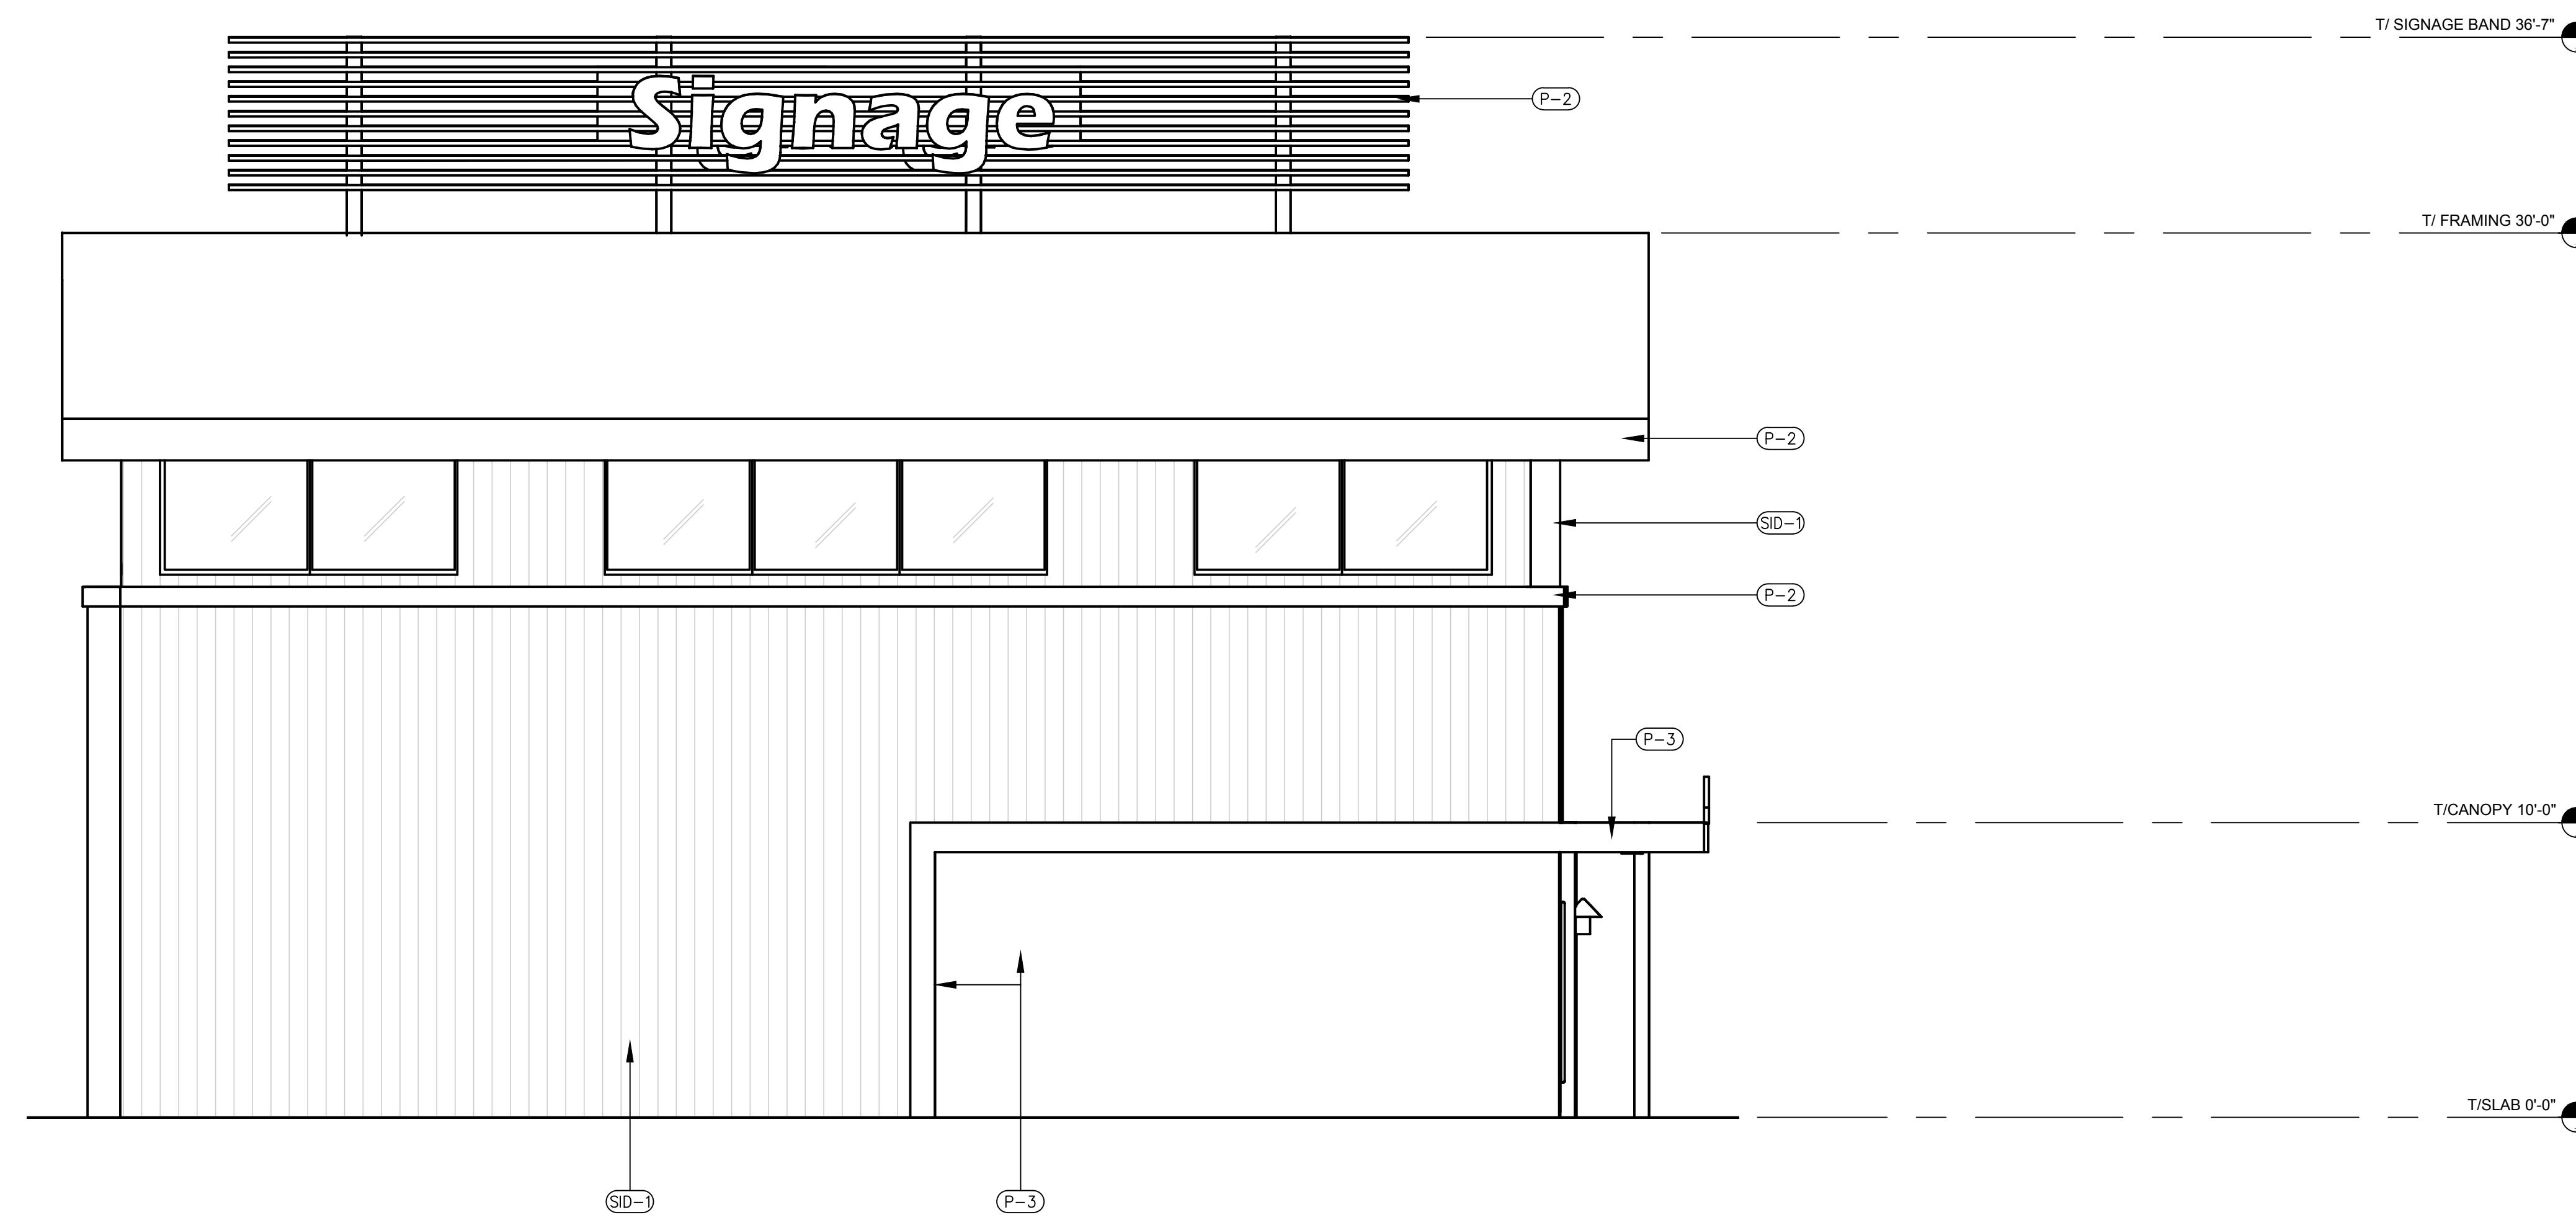 T/ SIGNAGE BAND 36'-7"
Signage
P-2
T/ FRAMING 30'-0"
P-2
SID-1
P-2
P-3
T/CANOPY 10'-0"
T/SLAB 0'-0"
SID-1
P-3